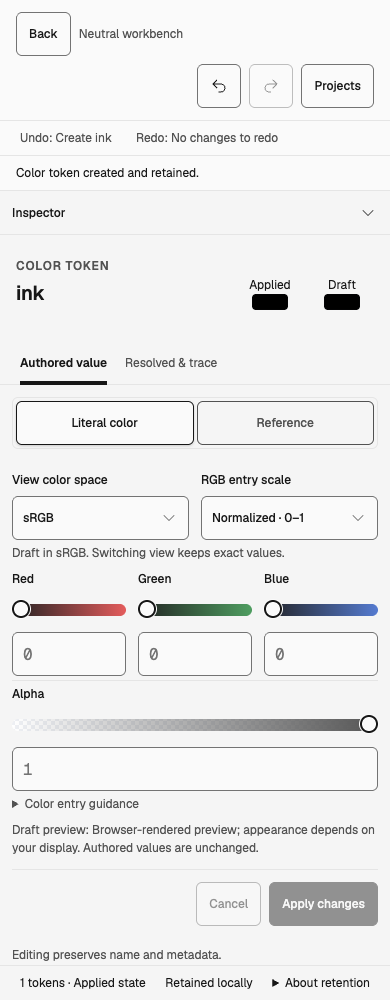 Back
Neutral workbench
Projects
Undo: Create ink
Redo: No changes to redo
Color token created and retained.
Inspector
COLOR TOKEN
ink
Applied
Draft
Authored value
Resolved & trace
Literal color
Reference
View color space
RGB entry scale
sRGB
Normalized · 0–1
Draft in sRGB. Switching view keeps exact values.
Red
Green
Blue
0
0
0
Alpha
1
Color entry guidance
Draft preview: Browser-rendered preview; appearance depends on
your display. Authored values are unchanged.
Cancel
Apply changes
Editing preserves name and metadata.
1 tokens · Applied state
Retained locally
About retention